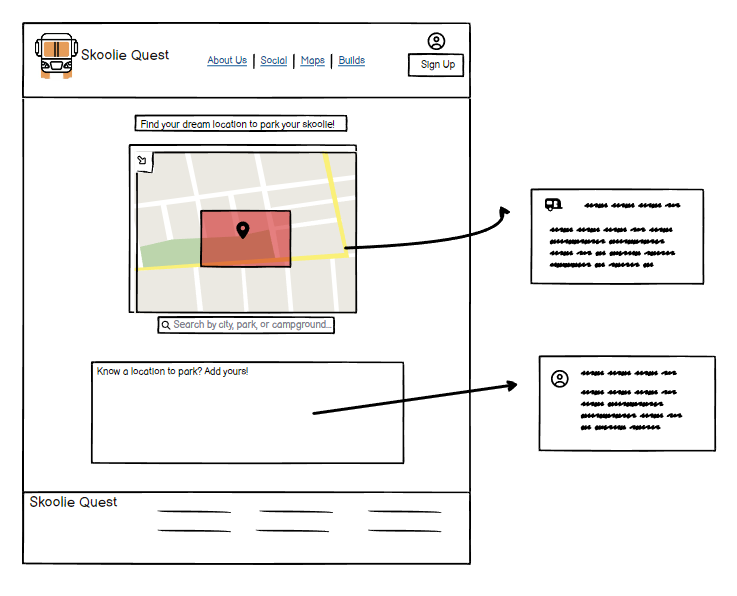 Skoolie Quest
About Us | Social | Maps | Builds
Sign Up
Find your dream location to park your skoolie!
Search by city, park, or campground...
Know a location to park? Add yours!
Skoolie Quest